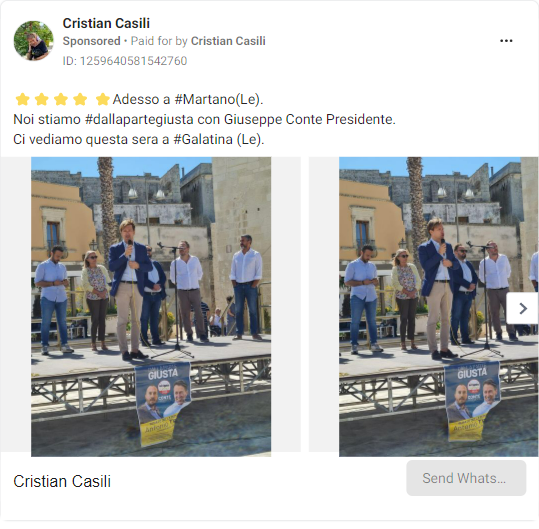 Cristian Casili
Sponsored • Paid for by Cristian Casili
ID: 1259640581542760
Adesso a #Martano(Le).
Noi stiamo #dallapartegiusta con Giuseppe Conte Presidente.
Ci vediamo questa sera a #Galatina (Le).
GIUSTA
Cristian Casili
Send Whats...